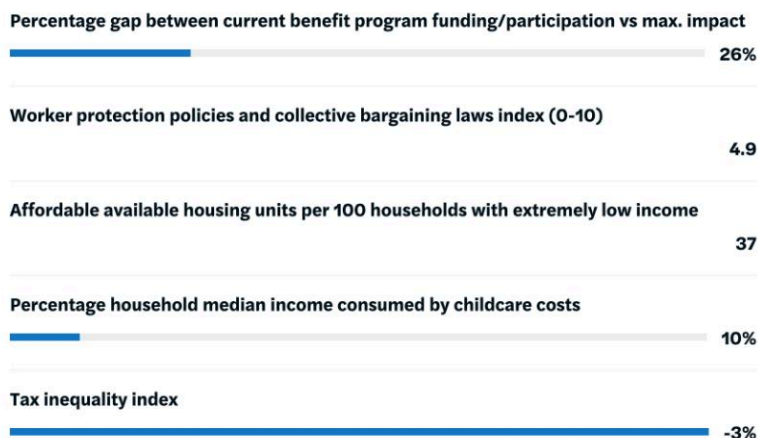 Percentage gap between current benefit program funding/participation vs max. impact
26%
Worker protection policies and collective bargaining laws index (0-10)
4.9
Affordable available housing units per 100 households with extremely low income
37
Percentage household median income consumed by childcare costs
10%
Tax inequality index
-3%